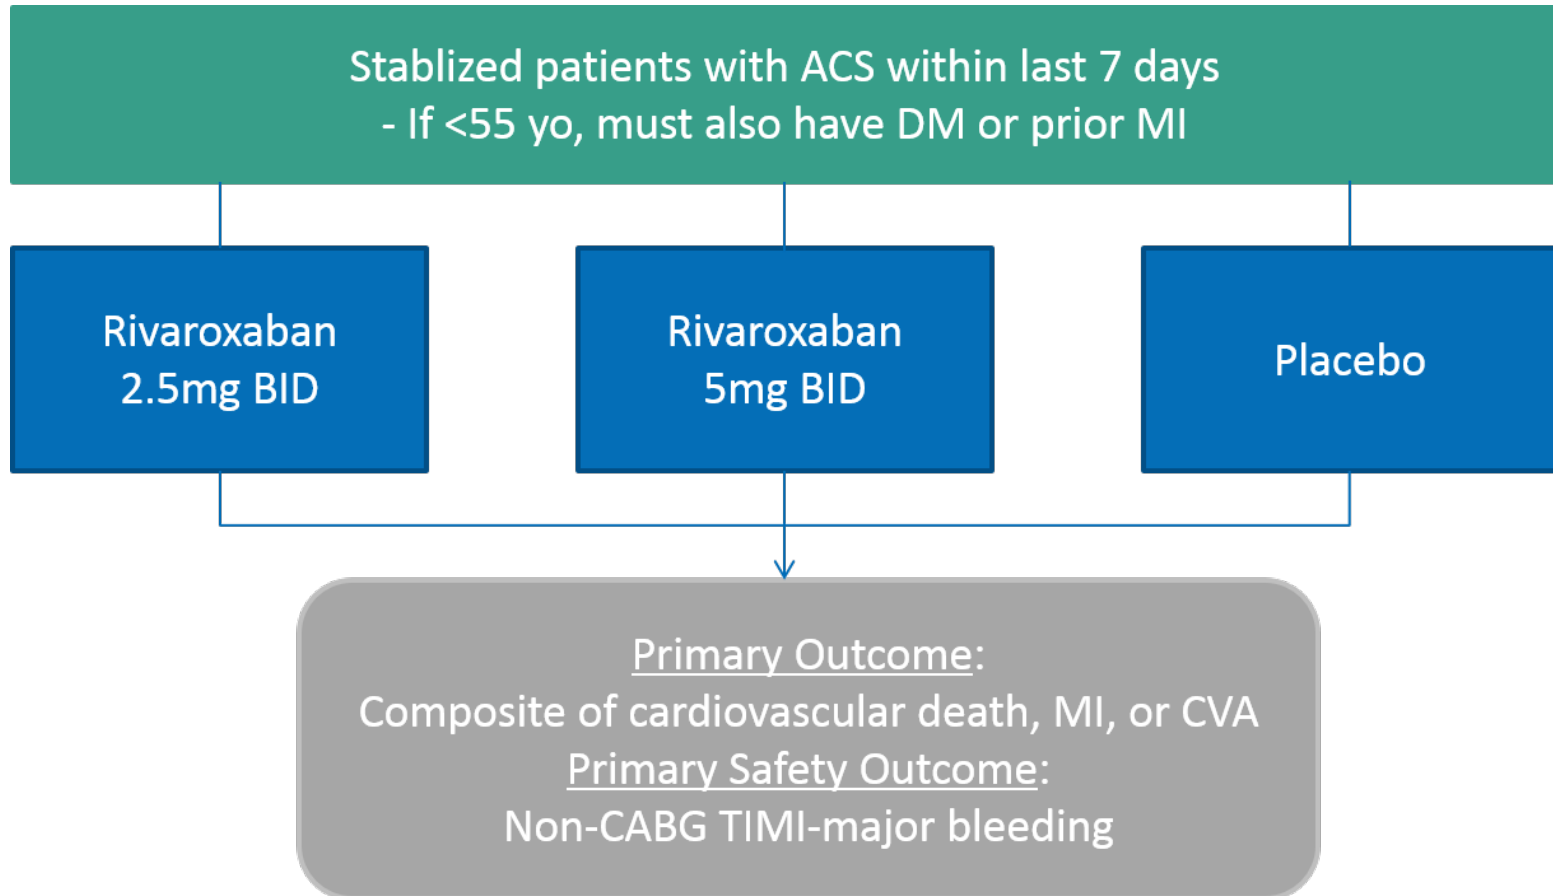 Stablized patients with ACS within last 7 days
- If <55 yo, must also have DM or prior MI
Rivaroxaban
2.5mg BID
Rivaroxaban
5mg BID
Placebo
Primary Outcome:
Composite of cardiovascular death, MI, or CVA
Primary Safety Outcome:
Non-CABG TIMI-major bleeding